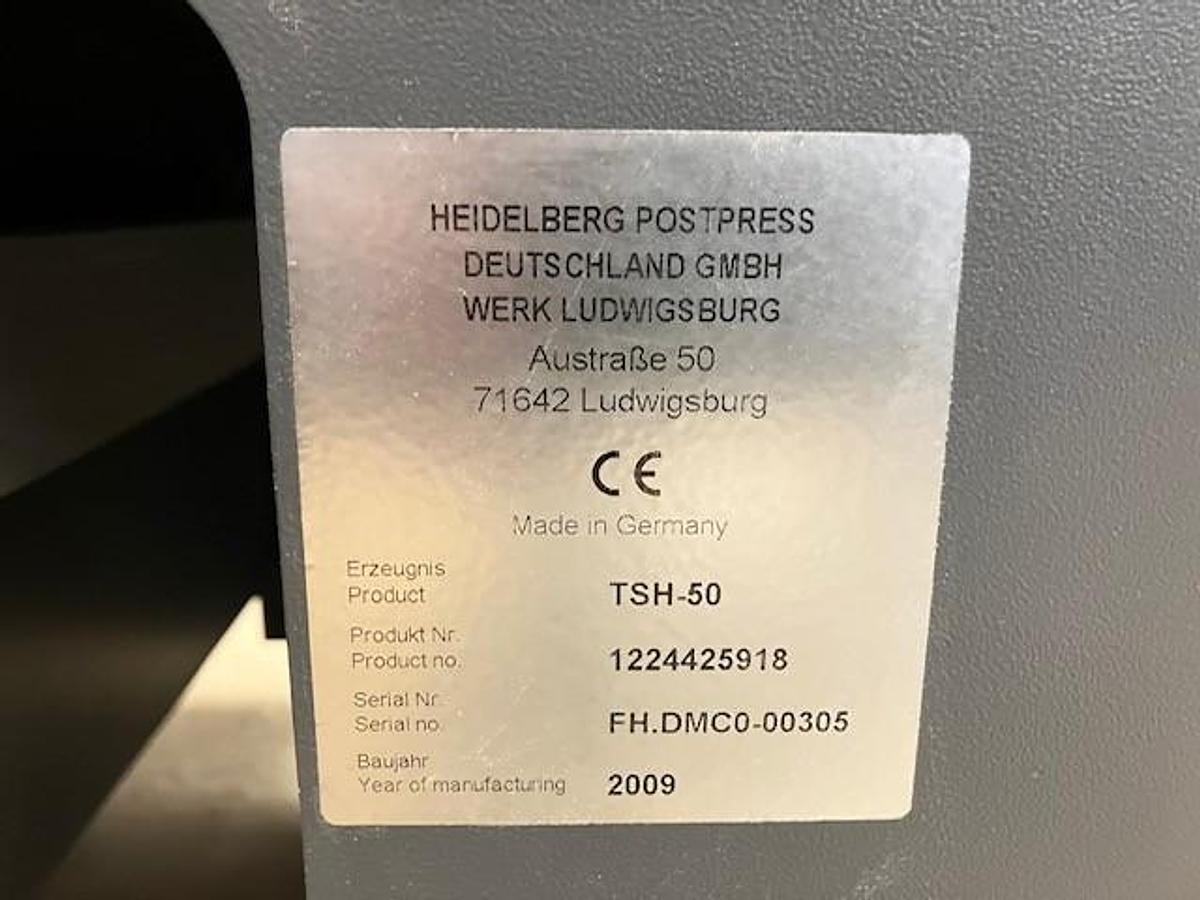 HEIDELBERG POSTPRESS
DEUTSCHLAND GMBH
WERK LUDWIGSBURG
Austraße 50
71642 Ludwigsburg
CE
Made in Germany
Erzeugnis
Product TSH-50
Produkt Nr.
Product no. 1224425918
Serial Nr.
Serial no. FH.DMC0-00305
Baujahr
Year of manufacturing 2009